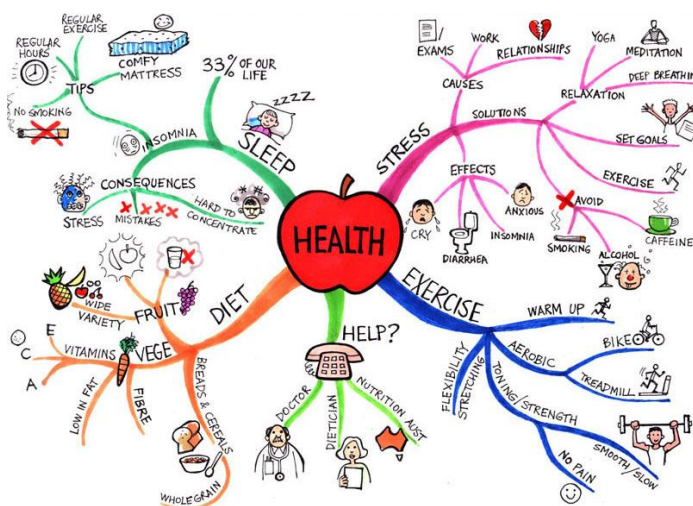 HEALTH
SLEEP
33% OF OUR
LIFE
ZZZZ
INSOMNIA
TIPS
REGULAR
EXERCISE
REGULAR
HOURS
COMFY
MATTRESS
NO SMOKING
CONSEQUENCES
STRESS
MISTAKES
HARD TO
CONCENTRATE
STRESS
CAUSES
EXAMS
WORK
RELATIONSHIPS
SOLUTIONS
RELAXATION
YOGA
MEDITATION
DEEP BREATHIN
SET GOALS
EXERCISE
AVOID
SMOKING
ALCOHOL
CAFFEINE
EFFECTS
CRY
DIARRHEA
INSOMNIA
ANXIOUS
DIET
FRUIT
WIDE
VARIETY
VEGE
VITAMINS
E
C
A
LOW IN FAT
FIBRE
BREADS & CEREALS
WHOLEGRAIN
HELP?
DOCTOR
DIETICIAN
NUTRITION AUST
EXERCISE
WARM UP
AEROBIC
BIKE
TREADMILL
FLEXIBILITY
STRETCHING
TONING/STRENGTH
NO PAIN
SMOOTH/SLOW